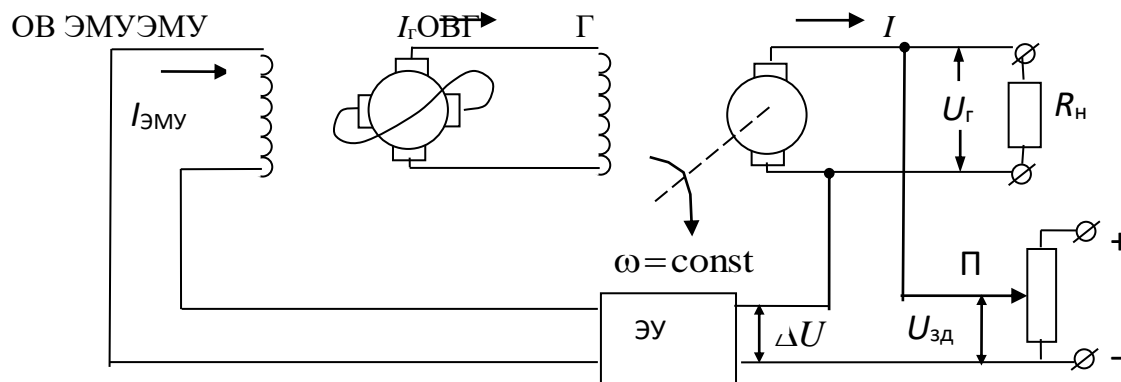 ОВ ЭМУЭМУ IгОВГ Г I
IЭМУ
Uг
Rн
ω=const
+
П
ЭУ
ΔU
Uзд
–